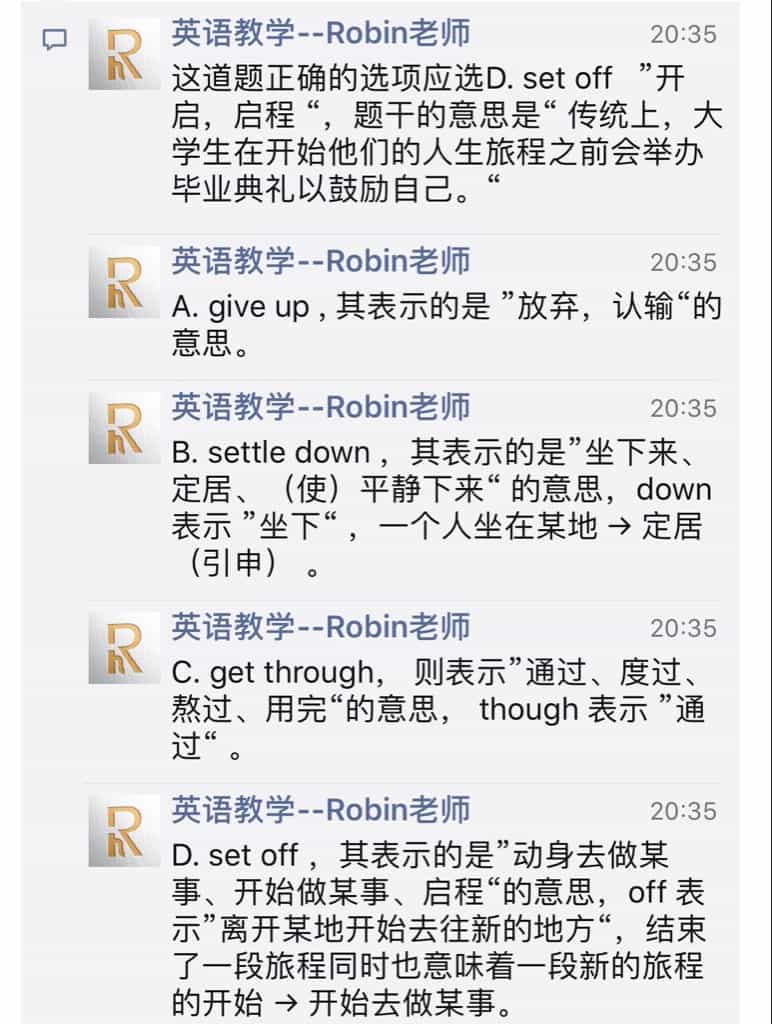 英语教学--Robin老师 20:35
这道题正确的选项应选D. set off ”开
启，启程 “，题干的意思是“ 传统上，大
学生在开始他们的人生旅程之前会举办
毕业典礼以鼓励自己。“
英语教学--Robin老师 20:35
A. give up , 其表示的是 ”放弃，认输“的
意思。
英语教学--Robin老师 20:35
B. settle down ，其表示的是”坐下来、
定居、（使）平静下来“ 的意思，down
表示 ”坐下“ ，一个人坐在某地 → 定居
（引申） 。
英语教学--Robin老师 20:35
C. get through， 则表示”通过、度过、
熬过、用完“的意思， though 表示 ”通
过“ 。
英语教学--Robin老师 20:35
D. set off ，其表示的是”动身去做某
事、开始做某事、启程“的意思，off 表
示”离开某地开始去往新的地方“，结束
了一段旅程同时也意味着一段新的旅程
的开始 → 开始去做某事。